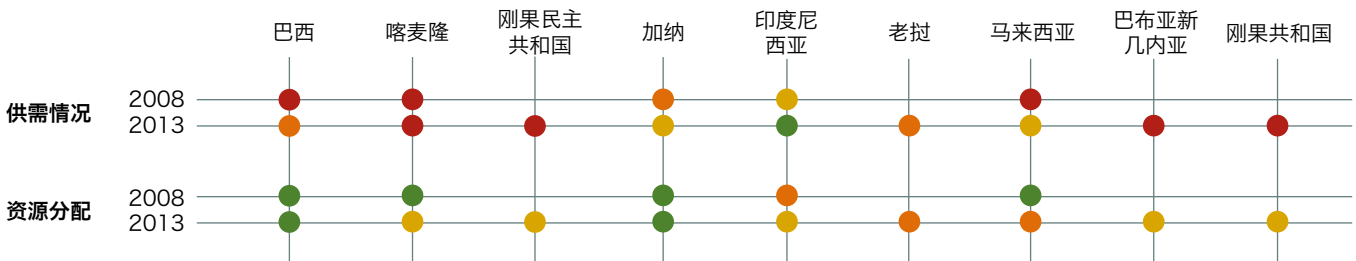 巴西
喀麦隆
刚果民主
共和国
加纳
印度尼
西亚
老挝
马来西亚
巴布亚新
几内亚
刚果共和国
供需情况
2008
2013
资源分配
2008
2013